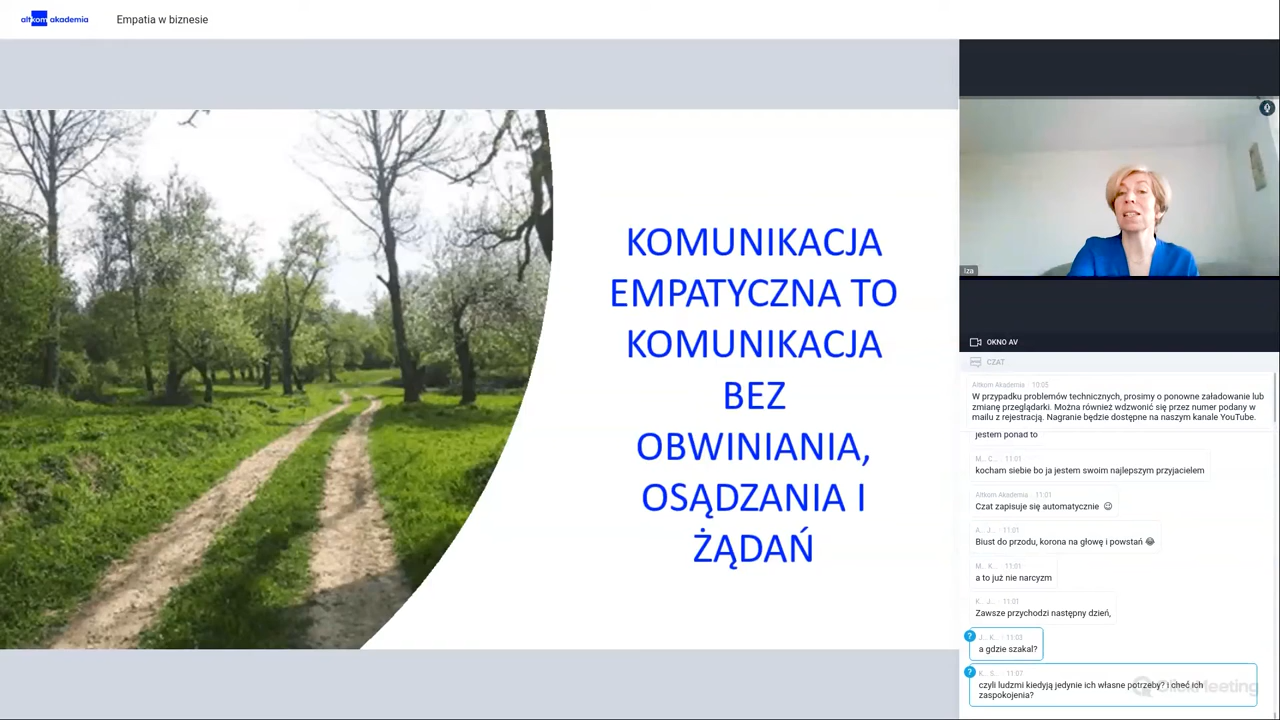 altkom akademia
Empatia w biznesie
KOMUNIKACJA
EMPATYCZNA TO
KOMUNIKACJA
BEZ
OBWINIANIA,
OSĄDZANIA I
ŻĄDAŃ
Iza
OKNO AV
CZAT
Altkom Akademia · 10:05
W przypadku problemów technicznych, prosimy o ponowne załadowanie lub
zmianę przeglądarki. Można również wdzwonić się przez numer podany w
mailu z rejestracją. Nagranie będzie dostępne na naszym kanale YouTube.
jestem ponad to
M... C... · 11:01
kocham siebie bo ja jestem swoim najlepszym przyjacielem
Altkom Akademia · 11:01
Czat zapisuje się automatycznie 😉
A... J... · 11:01
Biust do przodu, korona na głowę i powstań 😂
M... K... · 11:01
a to już nie narcyzm
K... J... · 11:01
Zawsze przychodzi następny dzień,
? J... K... · 11:03
a gdzie szakal?
? K... S... · 11:07
czyli ludzmi kiedyją jedynie ich własne potrzeby? i chęć ich
zaspokojenia?
ClickMeeting